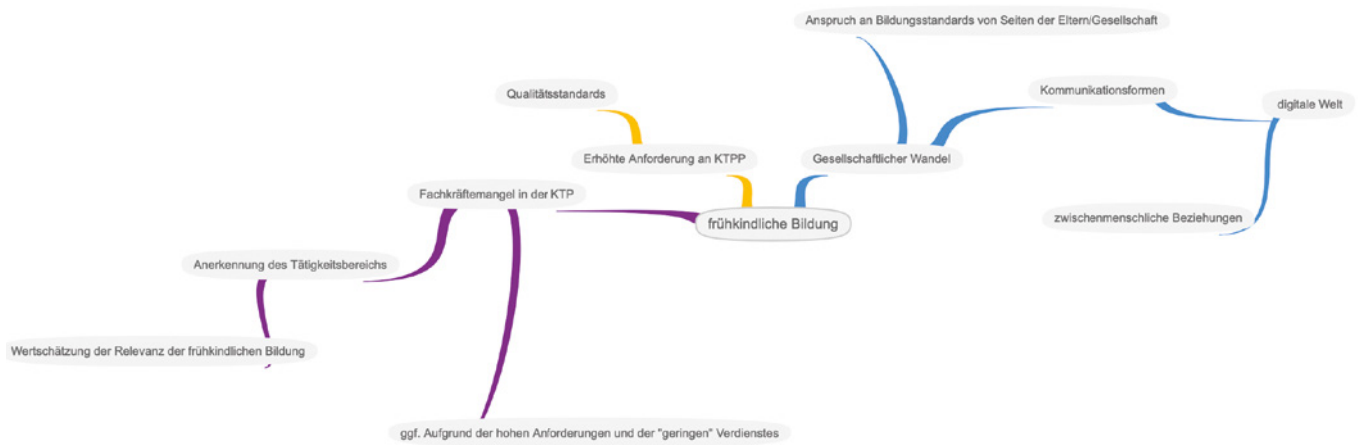 Anspruch an Bildungsstandards von Seiten der Eltern/Gesellschaft
Qualitätsstandards
Kommunikationsformen
digitale Welt
Erhöhte Anforderung an KTPP
Gesellschaftlicher Wandel
Fachkräftemangel in der KTP
frühkindliche Bildung
zwischenmenschliche Beziehungen
Anerkennung des Tätigkeitsbereichs
Wertschätzung der Relevanz der frühkindlichen Bildung
ggf. Aufgrund der hohen Anforderungen und der "geringen" Verdienstes